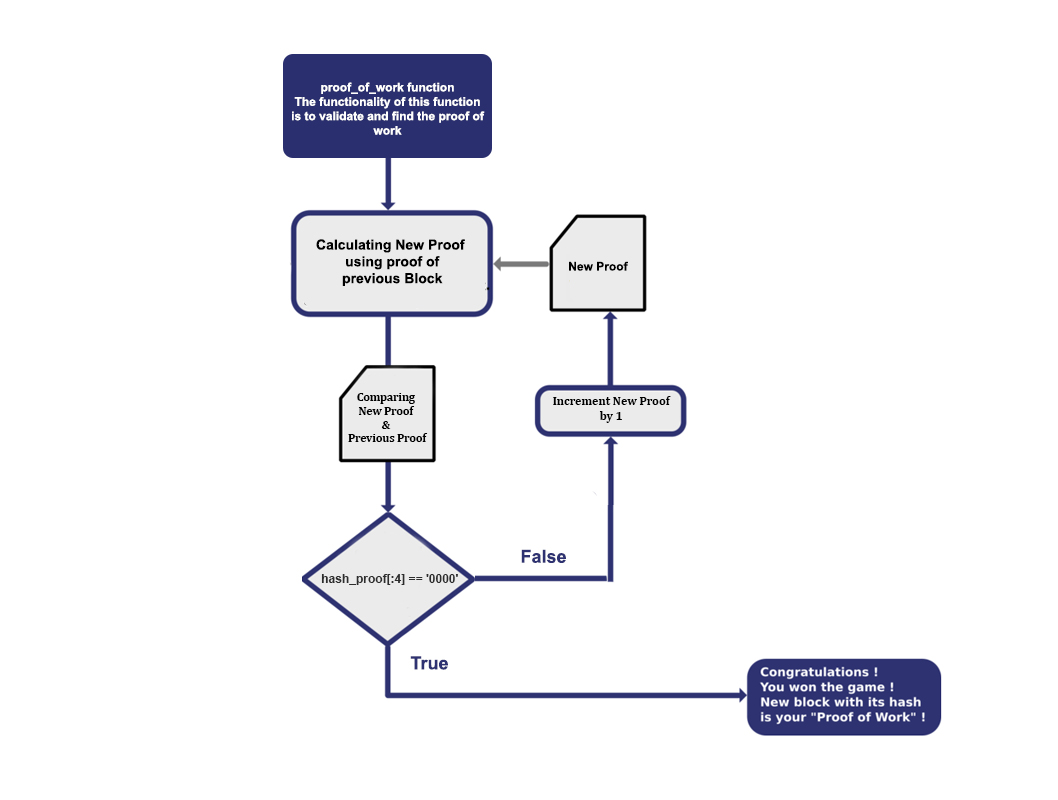 proof_of_work function
The functionality of this function
is to validate and find the proof of
work
Calculating New Proof
using proof of
previous Block
New Proof
Comparing
New Proof
&
Previous Proof
Increment New Proof
by 1
hash_proof[:4] == '0000'
False
True
Congratulations !
You won the game !
New block with its hash
is your "Proof of Work" !